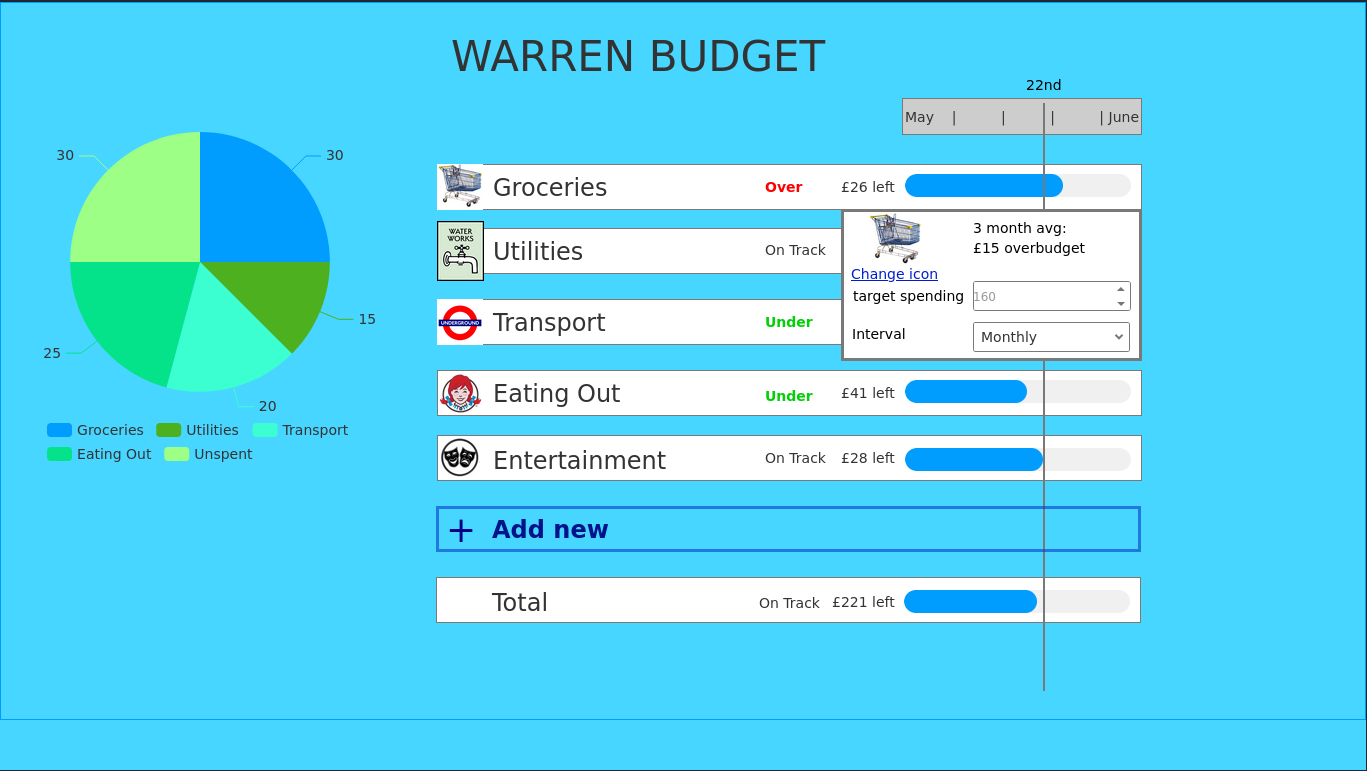 WARREN BUDGET
22nd
May | | | | June
30
30
15
25
20
Groceries Utilities Transport
Eating Out Unspent
Groceries Over £26 left
WATER
WORKS
Utilities On Track
UNDERGROUND
Transport Under
3 month avg:
£15 overbudget
Change icon
target spending 160
Interval Monthly
Eating Out Under £41 left
Entertainment On Track £28 left
+ Add new
Total On Track £221 left